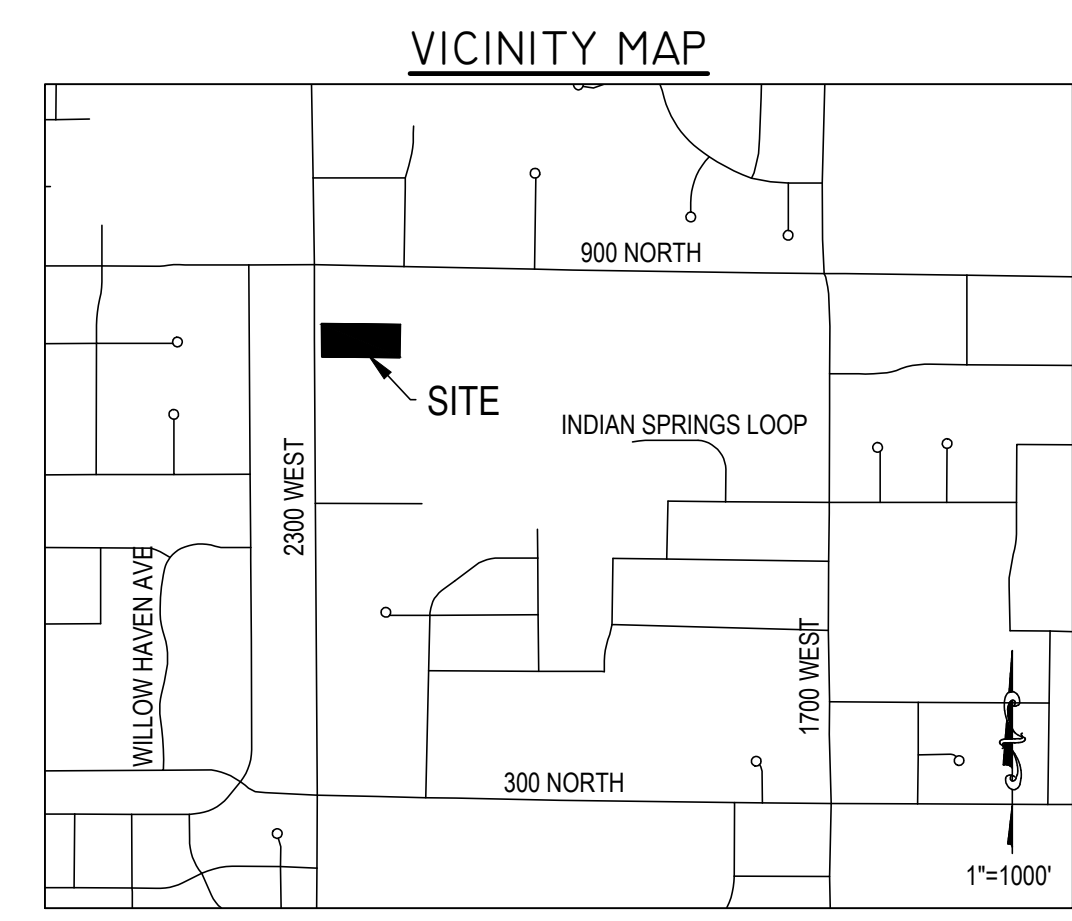 VICINITY MAP
900 NORTH
SITE
INDIAN SPRINGS LOOP
2300 WEST
WILLOW HAVEN AVE
1700 WEST
300 NORTH
1"=1000'